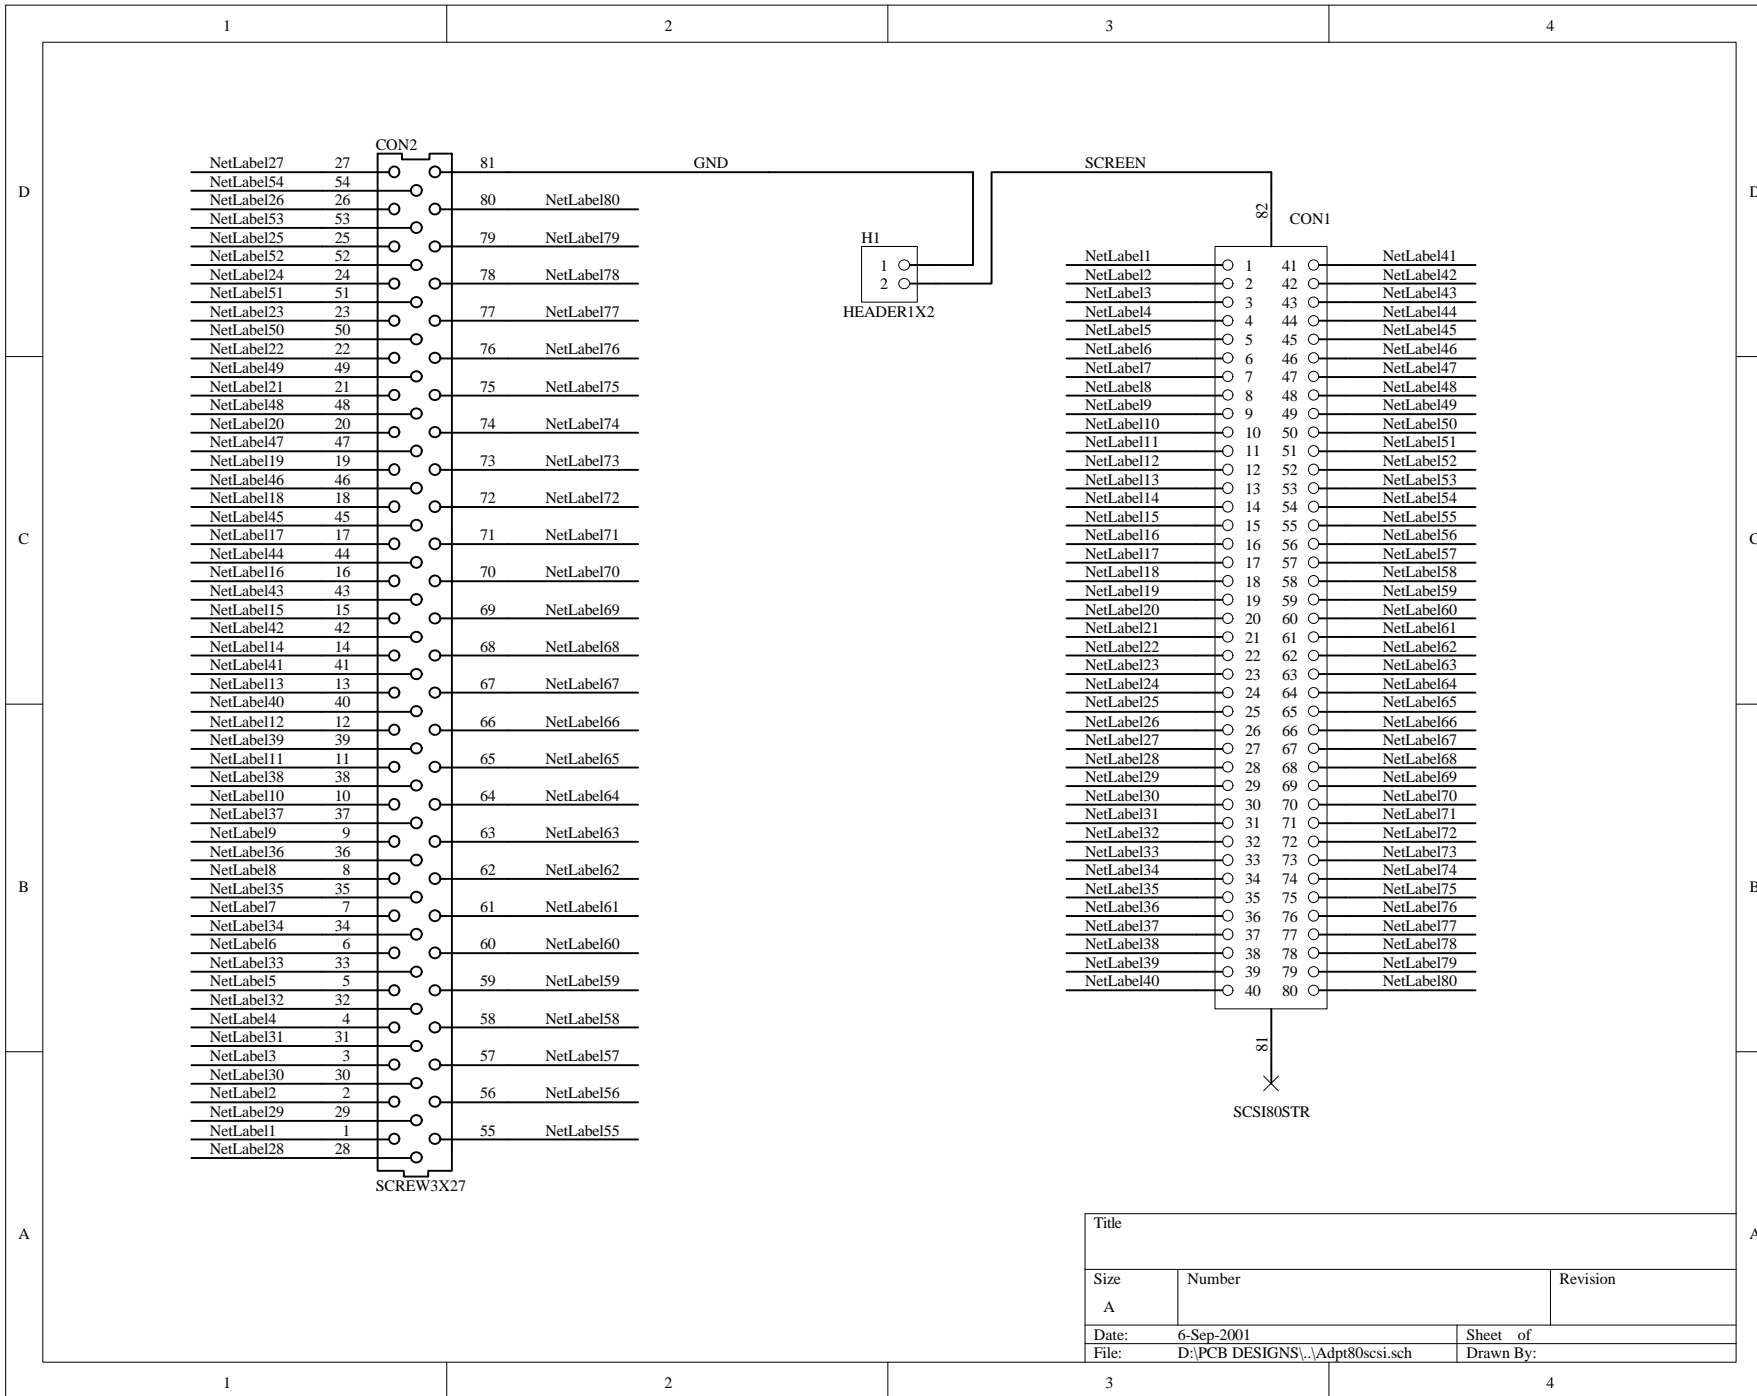 1 2 3 4
CON2
NetLabel27 27 81 GND SCREEN
NetLabel54 54
D D
NetLabel26 26 80 NetLabel80
82
NetLabel53 53
CON1
NetLabel25 25 79 NetLabel79 H1
NetLabel52 52 NetLabel1 1 41 NetLabel41
1
NetLabel24 24 78 NetLabel78 NetLabel2 2 42 NetLabel42
2
NetLabel51 51 NetLabel3 3 43 NetLabel43
NetLabel23 23 77 NetLabel77 HEADER1X2 NetLabel4 4 44 NetLabel44
NetLabel50 50 NetLabel5 5 45 NetLabel45
NetLabel22 22 76 NetLabel76 NetLabel6 6 46 NetLabel46
NetLabel49 49 NetLabel7 7 47 NetLabel47
NetLabel21 21 75 NetLabel75 NetLabel8 8 48 NetLabel48
NetLabel48 48 NetLabel9 9 49 NetLabel49
NetLabel20 20 74 NetLabel74 NetLabel10 10 50 NetLabel50
NetLabel47 47 NetLabel11 11 51 NetLabel51
NetLabel19 19 73 NetLabel73 NetLabel12 12 52 NetLabel52
NetLabel46 46 NetLabel13 13 53 NetLabel53
NetLabel18 18 72 NetLabel72 NetLabel14 14 54 NetLabel54
NetLabel45 45 NetLabel15 15 55 NetLabel55
C C
NetLabel17 17 71 NetLabel71 NetLabel16 16 56 NetLabel56
NetLabel44 44 NetLabel17 17 57 NetLabel57
NetLabel16 16 70 NetLabel70 NetLabel18 18 58 NetLabel58
NetLabel43 43 NetLabel19 19 59 NetLabel59
NetLabel15 15 69 NetLabel69 NetLabel20 20 60 NetLabel60
NetLabel42 42 NetLabel21 21 61 NetLabel61
NetLabel14 14 68 NetLabel68 NetLabel22 22 62 NetLabel62
NetLabel41 41 NetLabel23 23 63 NetLabel63
NetLabel13 13 67 NetLabel67 NetLabel24 24 64 NetLabel64
NetLabel40 40 NetLabel25 25 65 NetLabel65
NetLabel12 12 66 NetLabel66 NetLabel26 26 66 NetLabel66
NetLabel39 39 NetLabel27 27 67 NetLabel67
NetLabel11 11 65 NetLabel65 NetLabel28 28 68 NetLabel68
NetLabel38 38 NetLabel29 29 69 NetLabel69
NetLabel10 10 64 NetLabel64 NetLabel30 30 70 NetLabel70
NetLabel37 37 NetLabel31 31 71 NetLabel71
NetLabel9 9 63 NetLabel63 NetLabel32 32 72 NetLabel72
NetLabel36 36 NetLabel33 33 73 NetLabel73
NetLabel8 8 62 NetLabel62 NetLabel34 34 74 NetLabel74
B B
NetLabel35 35 NetLabel35 35 75 NetLabel75
NetLabel7 7 61 NetLabel61 NetLabel36 36 76 NetLabel76
NetLabel34 34 NetLabel37 37 77 NetLabel77
NetLabel6 6 60 NetLabel60 NetLabel38 38 78 NetLabel78
NetLabel33 33 NetLabel39 39 79 NetLabel79
NetLabel5 5 59 NetLabel59 NetLabel40 40 80 NetLabel80
NetLabel32 32
NetLabel4 4 58 NetLabel58
NetLabel31 31
81
NetLabel3 3 57 NetLabel57
NetLabel30 30
NetLabel2 2 56 NetLabel56
NetLabel29 29 SCSI80STR
NetLabel1 1 55 NetLabel55
NetLabel28 28
SCREW3X27
Title
A A
Size Number Revision
A
Date: 6-Sep-2001 Sheet of
File: D:\PCB DESIGNS\..\Adpt80scsi.sch Drawn By:
1 2 3 4